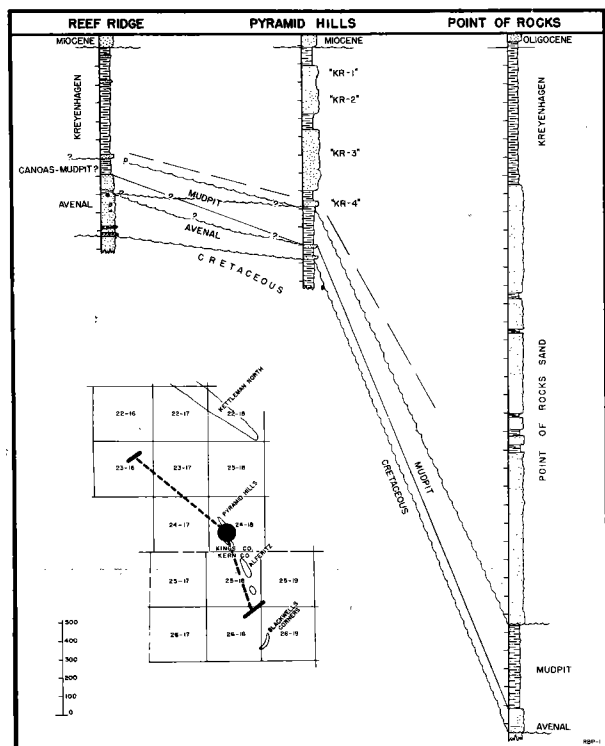 REEF RIDGE
PYRAMID HILLS
POINT OF ROCKS
MIOCENE
MIOCENE
OLIGOCENE
KREYENHAGEN
"KR-1"
"KR-2"
"KR-3"
"KR-4"
KREYENHAGEN
?
?
CANOAS-MUDPIT?
MUDPIT
?
?
AVENAL
?
AVENAL
?
CRETACEOUS
POINT OF ROCKS SAND
KETTLEMAN NORTH
22-16
22-17
22-18
23-16
23-17
25-18
PYRAMID HILLS
24-17
24-18
KINGS CO.
KERN CO.
ALFERITZ
25-17
25-18
25-19
BLACKWELLS CORNERS
26-17
26-18
26-19
MUDPIT
CRETACEOUS
500
400
300
200
100
0
MUDPIT
AVENAL
RBP-1